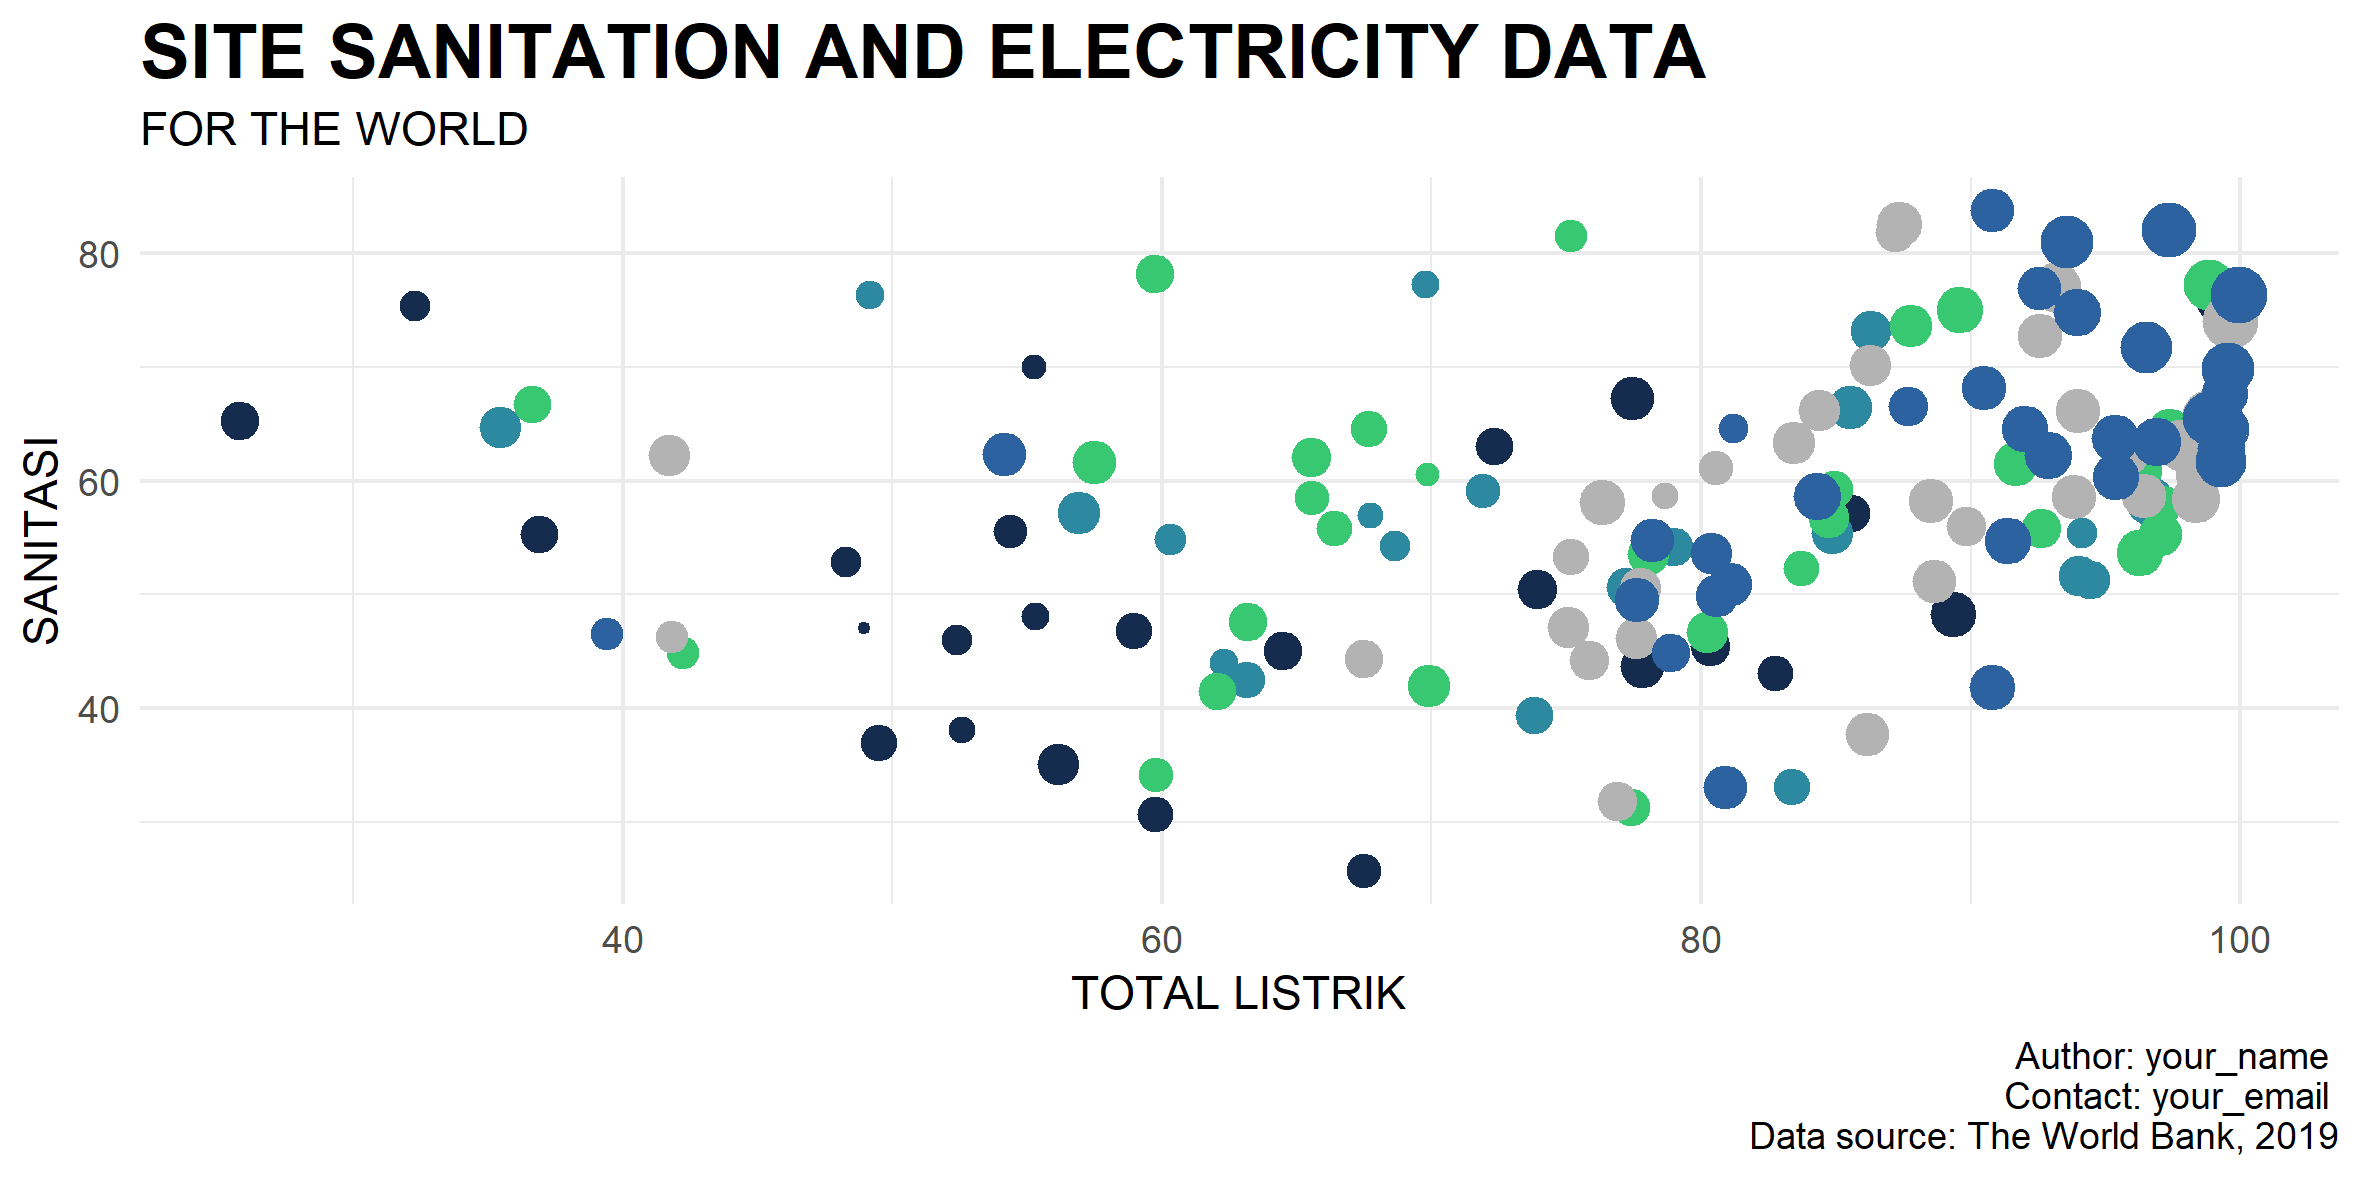 SITE SANITATION AND ELECTRICITY DATA
FOR THE WORLD
SANITASI
80
60
40
40
60
80
100
TOTAL LISTRIK
Author: your_name
Contact: your_email
Data source: The World Bank, 2019